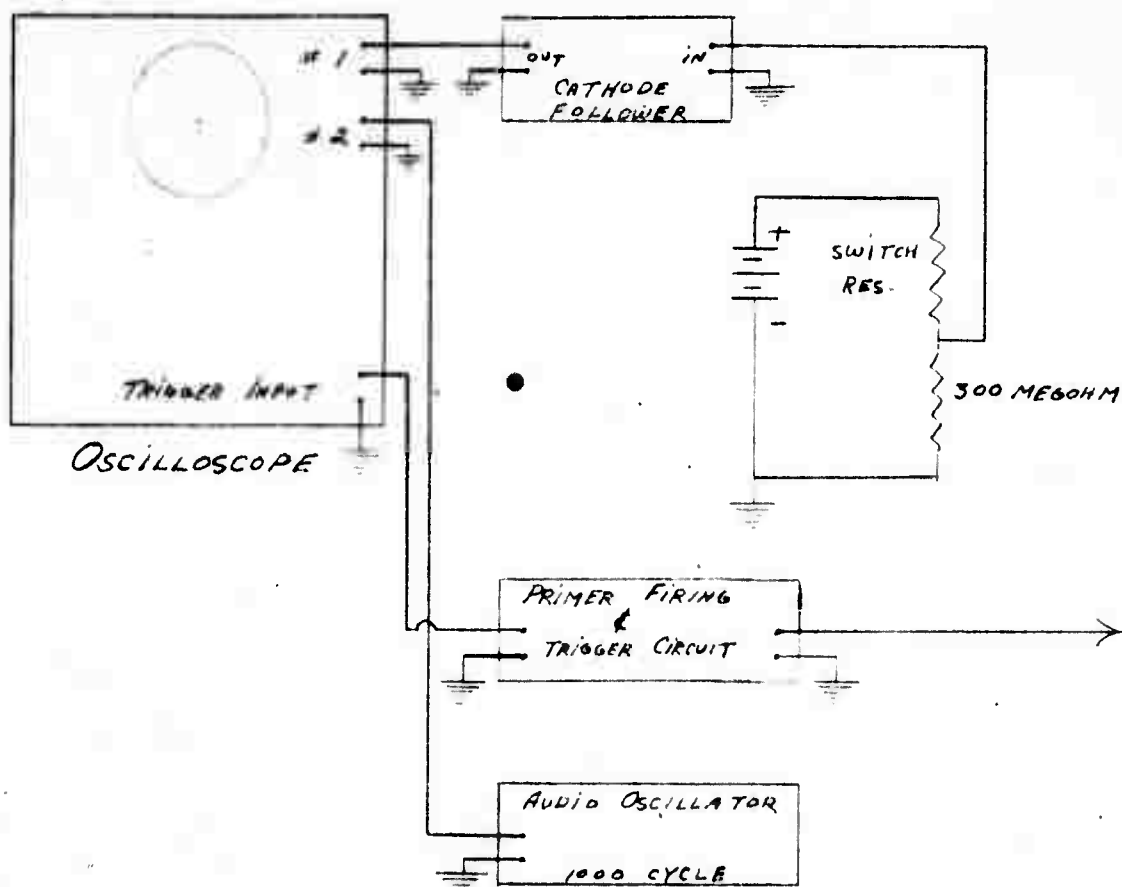 # 1
# 2
TRIGGER INPUT
OSCILLOSCOPE
OUT
IN
CATHODE
FOLLOWER
+
SWITCH
RES.
-
300 MEGOHM
PRIMER FIRING
&
TRIGGER CIRCUIT
AUDIO OSCILLATOR
1000 CYCLE